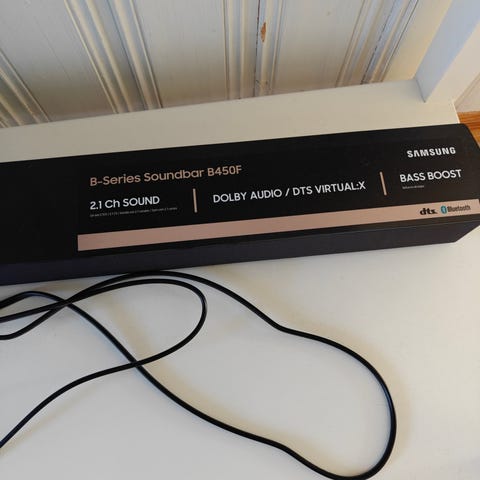 SAMSUNG
B-Series Soundbar B450F
2.1 Ch SOUND
DOLBY AUDIO / DTS VIRTUAL:X
BASS BOOST
dts Bluetooth